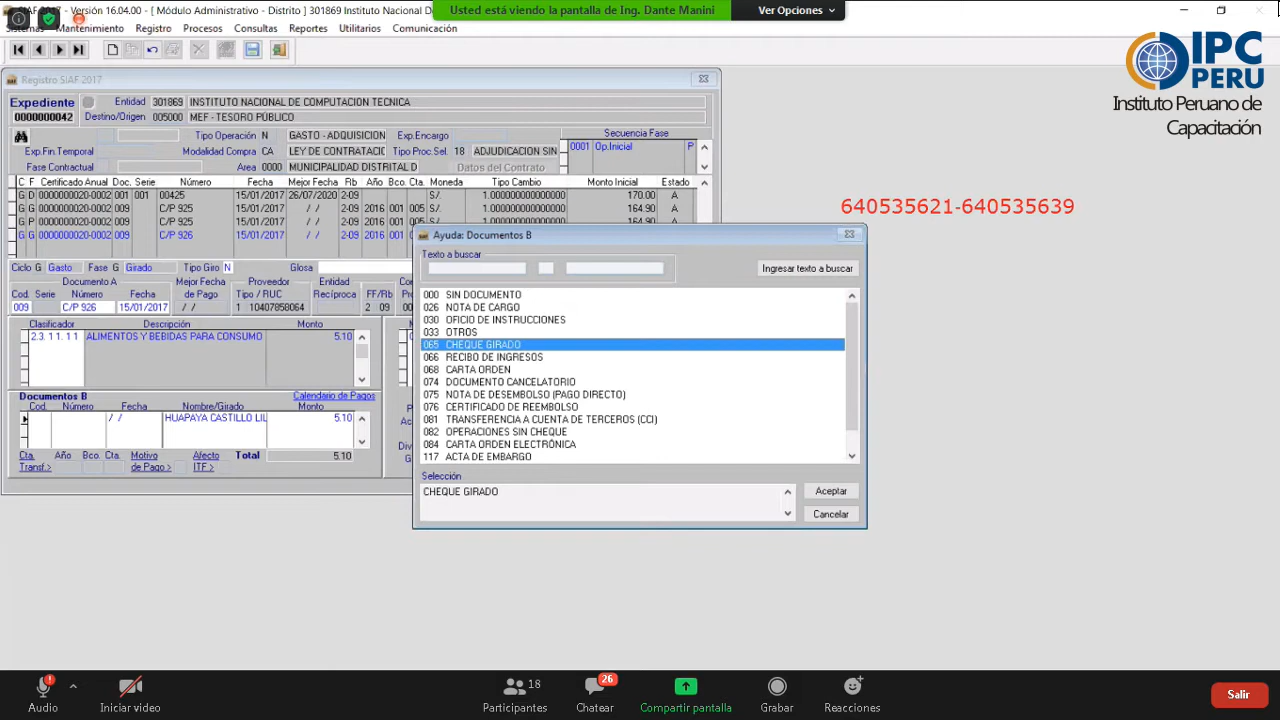 SIAF 2017 - Versión 16.04.00 - [ Módulo Administrativo - Distrito ] 301869 Instituto Nacional D
Usted está viendo la pantalla de Ing. Dante Manini
Ver Opciones
Sistemas Mantenimiento Registro Procesos Consultas Reportes Utilitarios Comunicación
IPC
PERU
Instituto Peruano de
Capacitación
Registro SIAF 2017
Expediente Entidad 301869 INSTITUTO NACIONAL DE COMPUTACION TECNICA
0000000042 Destino/Origen 005000 MEF - TESORO PÚBLICO
Tipo Operación N GASTO - ADQUISICION Exp.Encargo Secuencia Fase
Exp.Fin.Temporal Modalidad Compra CA LEY DE CONTRATACIC Tipo Proc.Sel. 18 ADJUDICACION SIN 0001 Op.Inicial P
Fase Contractual Area 0000 MUNICIPALIDAD DISTRITAL D Datos del Contrato
C F Certificado Anual Doc. Serie Número Fecha Mejor Fecha Rb Año Bco. Cta. Moneda Tipo Cambio Monto Inicial Estado
G D 0000000020-0002 001 001 00425 15/01/2017 26/07/2020 2-09 S/. 1.000000000000 170.00 A
G G 0000000020-0002 009 C/P 925 15/01/2017 / / 2-09 2016 001 005 S/. 1.000000000000 164.90 A
G P 0000000020-0002 009 C/P 925 15/01/2017 / / 2-09 2016 001 005 S/. 1.000000000000 164.90 A
G G 0000000020-0002 009 C/P 926 15/01/2017 / / 2-09 2016 001 005
640535621-640535639
Ciclo G Gasto Fase G Girado Tipo Giro N Glosa
Documento A Mejor Fecha Proveedor Entidad
Cod. Serie Número Fecha de Pago Tipo / RUC Recíproca FF/Rb
009 C/P 926 15/01/2017 / / 1 10407858064 2 09
Clasificador Descripción Monto
2.3. 1 1. 1 1 ALIMENTOS Y BEBIDAS PARA CONSUMO 5.10
Documentos B Calendario de Pagos
Cod. Número Fecha Nombre/Girado Monto
/ / HUAPAYA CASTILLO LIL 5.10
Cta. Año Bco. Cta. Motivo Afecto Total 5.10
Transf.> de Pago > ITF.>
Ayuda: Documentos B
Texto a buscar
Ingresar texto a buscar
000 SIN DOCUMENTO
026 NOTA DE CARGO
030 OFICIO DE INSTRUCCIONES
033 OTROS
065 CHEQUE GIRADO
066 RECIBO DE INGRESOS
068 CARTA ORDEN
074 DOCUMENTO CANCELATORIO
075 NOTA DE DESEMBOLSO (PAGO DIRECTO)
076 CERTIFICADO DE REEMBOLSO
081 TRANSFERENCIA A CUENTA DE TERCEROS (CCI)
082 OPERACIONES SIN CHEQUE
084 CARTA ORDEN ELECTRÓNICA
117 ACTA DE EMBARGO
Selección
CHEQUE GIRADO
Aceptar
Cancelar
Audio
Iniciar video
18
Participantes
26
Chatear
Compartir pantalla
Grabar
Reacciones
Salir